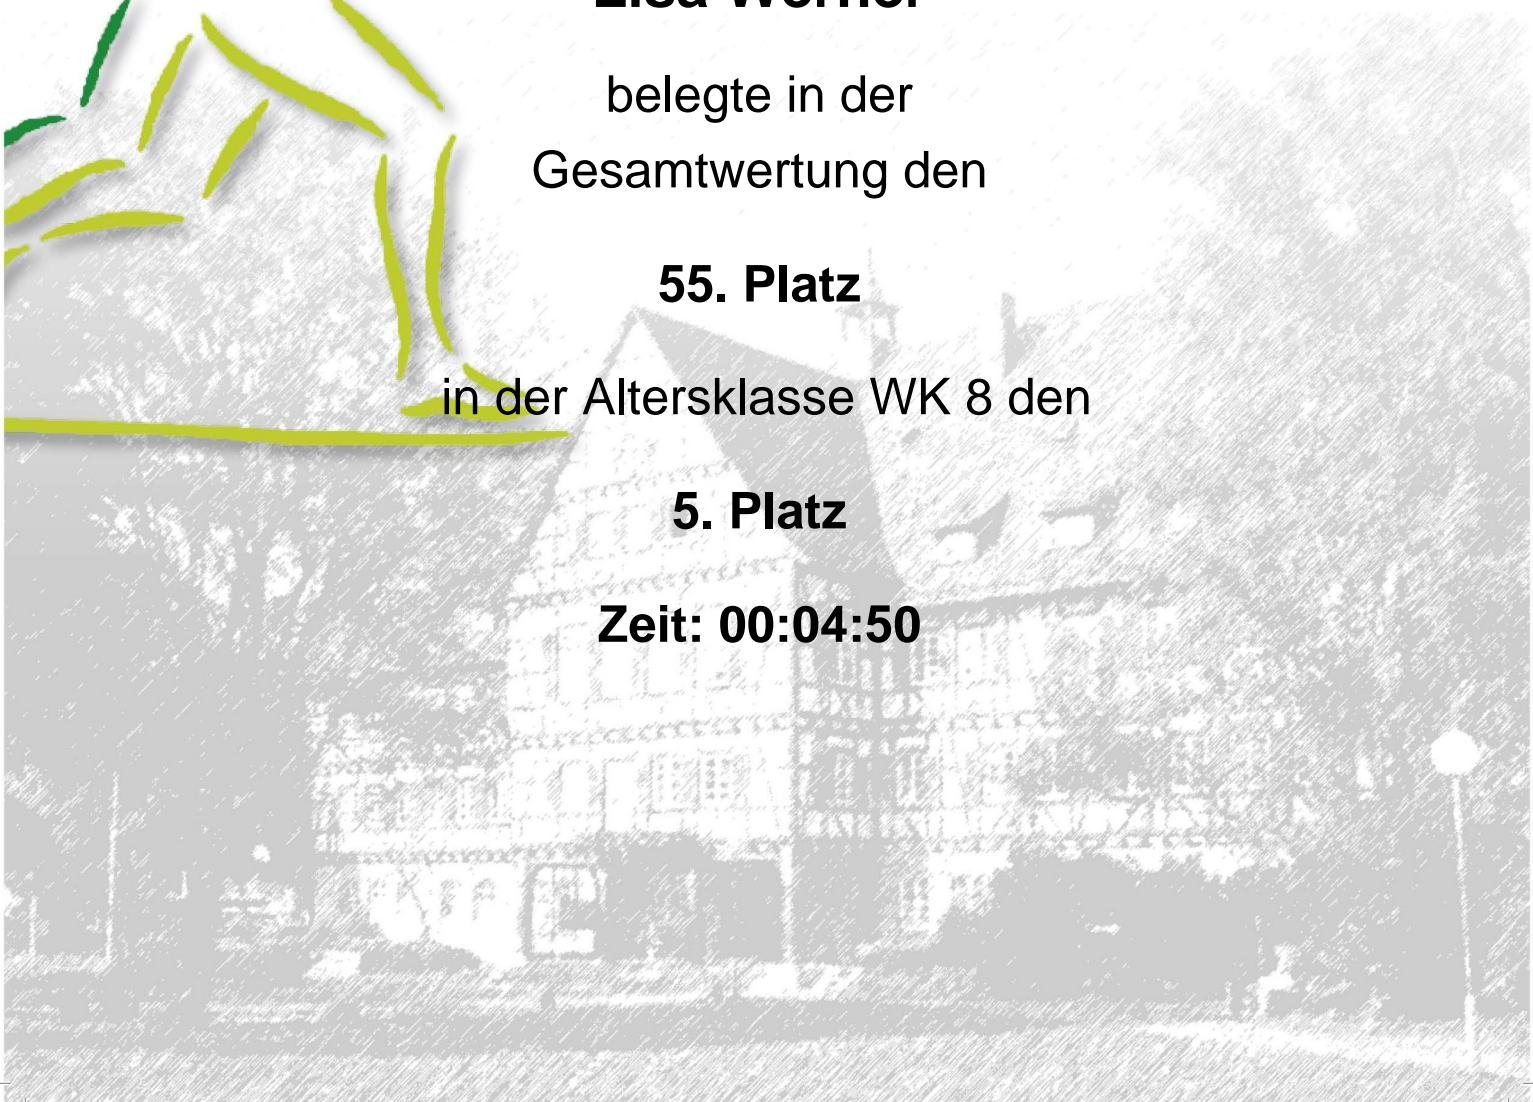 belegte in der
Gesamtwertung den
55. Platz
in der Altersklasse WK 8 den
5. Platz
Zeit: 00:04:50